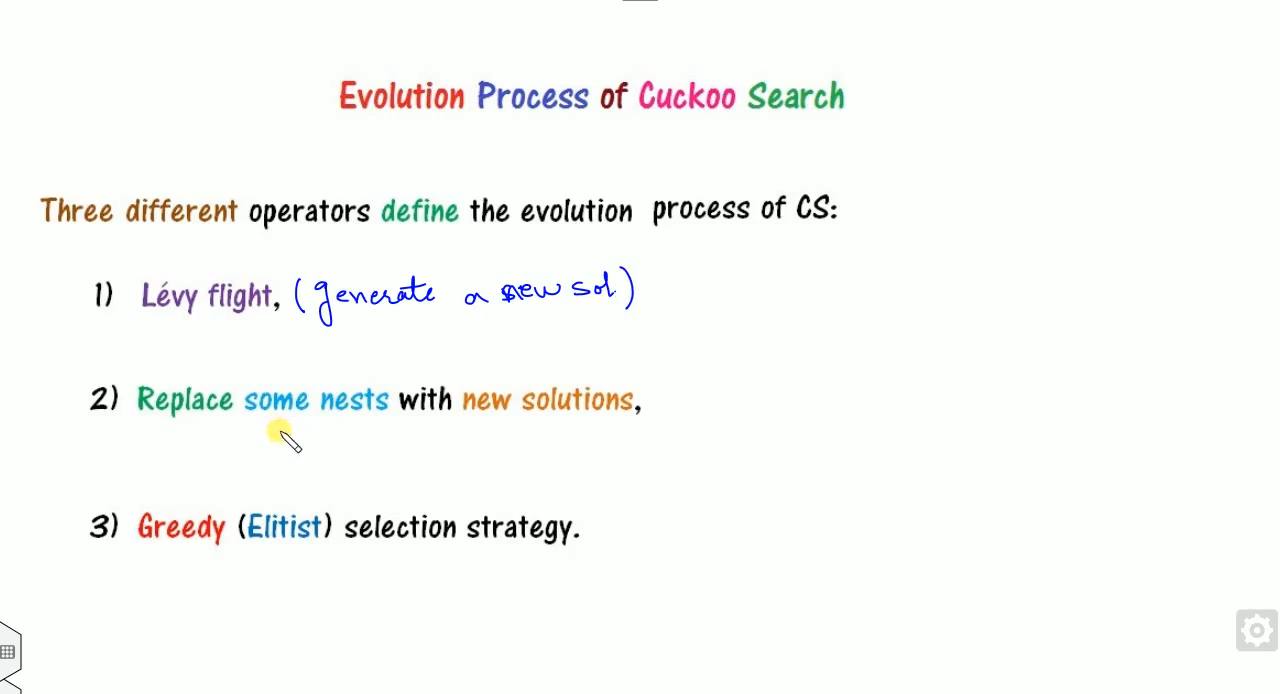 Evolution Process of Cuckoo Search
Three different operators define the evolution process of CS:
1) Lévy flight, (generate a new sol)
2) Replace some nests with new solutions,
3) Greedy (Elitist) selection strategy.